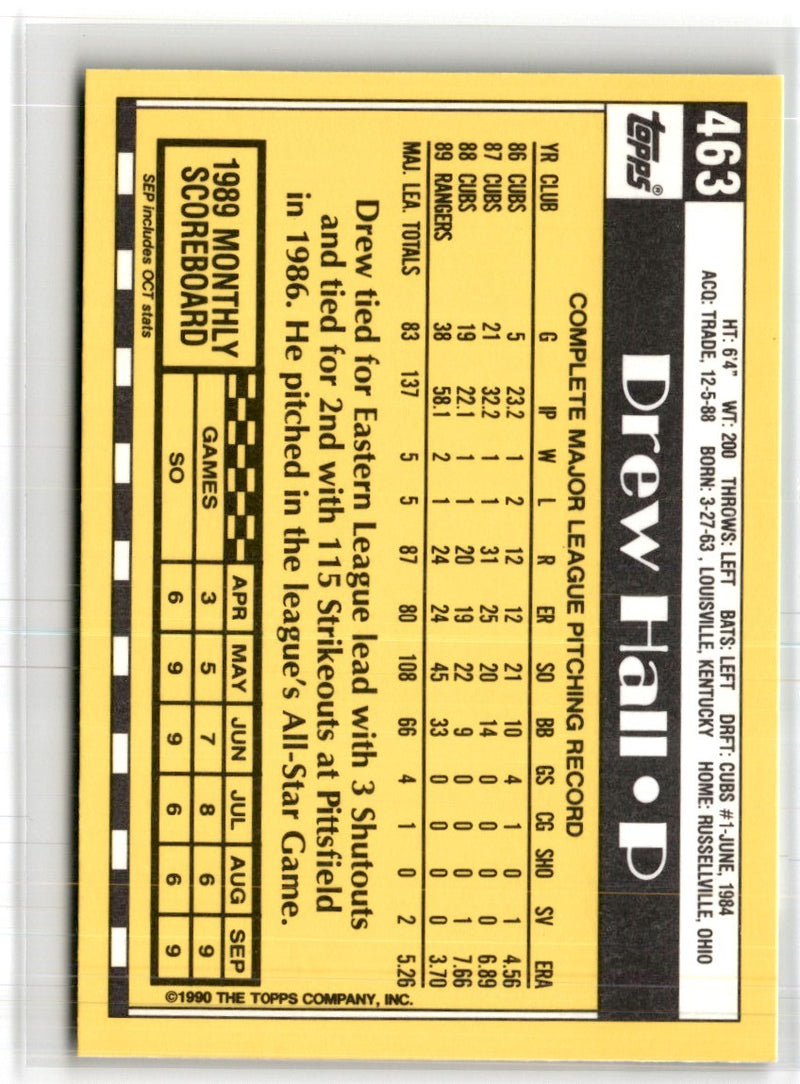 463
topps®
HT: 6'4" WT: 200 THROWS: LEFT BATS: LEFT DRFT: CUBS #1-JUNE, 1984
ACQ: TRADE, 12-5-88 BORN: 3-27-63, LOUISVILLE, KENTUCKY HOME: RUSSELLVILLE, OHIO
Drew Hall • P
COMPLETE MAJOR LEAGUE PITCHING RECORD
YR CLUB G IP W L R ER SO BB GS CG SHO SV ERA
86 CUBS 5 23.2 1 2 12 12 21 10 4 1 0 1 4.56
87 CUBS 21 32.2 1 1 31 25 20 14 0 0 0 0 6.89
88 CUBS 19 22.1 1 1 20 19 22 9 0 0 0 1 7.66
89 RANGERS 38 58.1 2 1 24 24 45 33 0 0 0 0 3.70
MAJ. LEA. TOTALS 83 137 5 5 87 80 108 66 4 1 0 2 5.26
Drew tied for Eastern League lead with 3 Shutouts
and tied for 2nd with 115 Strikeouts at Pittsfield
in 1986. He pitched in the league's All-Star Game.
1989 MONTHLY
SCOREBOARD
APR MAY JUN JUL AUG SEP
GAMES 3 5 7 8 6 9
SO 6 9 9 6 6 9
SEP includes OCT stats
©1990 THE TOPPS COMPANY, INC.